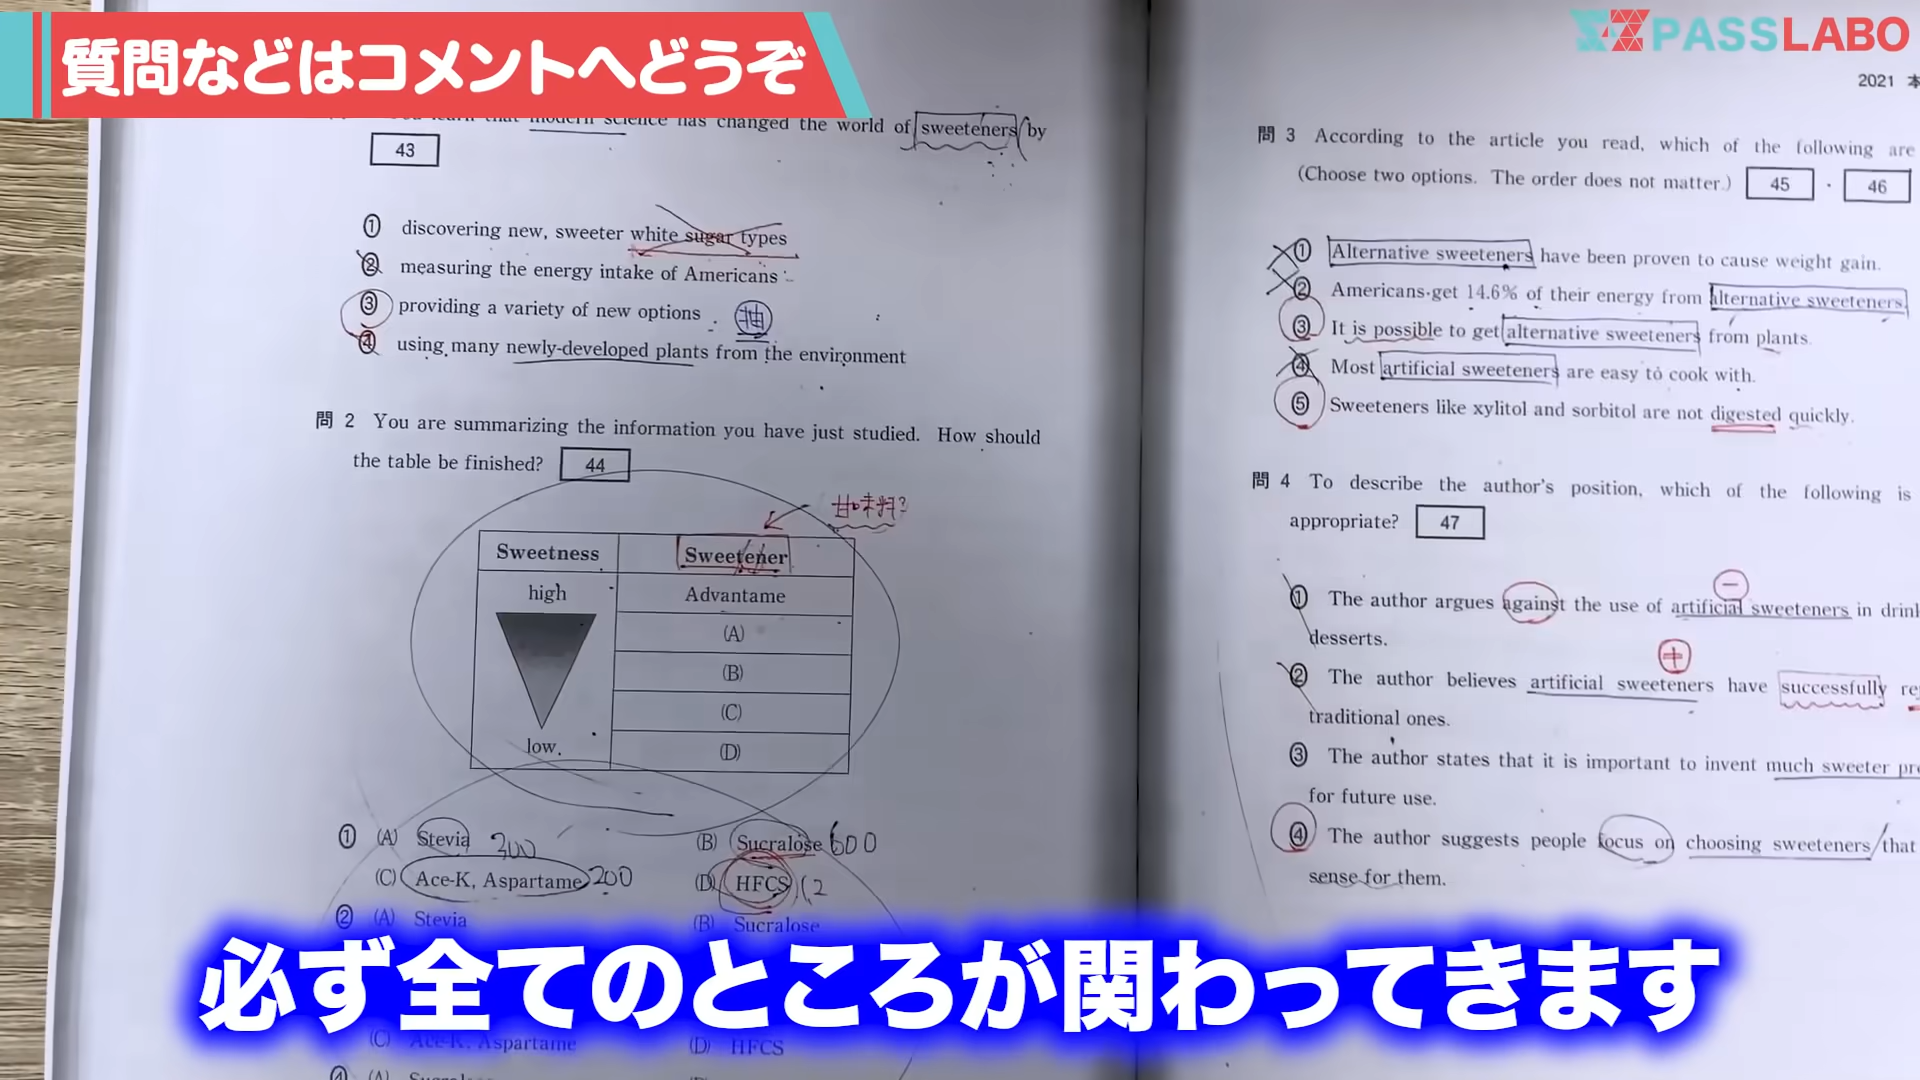 質問などはコメントへどうぞ
PASSLABO
modern science has changed the world of sweeteners by
43
① discovering new, sweeter white sugar types
② measuring the energy intake of Americans
③ providing a variety of new options 抽
④ using many newly-developed plants from the environment
問 2 You are summarizing the information you have just studied. How should
the table be finished? 44
甘味料?
Sweetness Sweetener
high Advantame
(A)
(B)
(C)
low (D)
① (A) Stevia 300 (B) Sucralose 600
(C) Ace-K, Aspartame 200 (D) HFCS 1.2
② (A) Stevia (B) Sucralose
(C) Ace-K, Aspartame (D) HFCS
④ (A)
2021 本
問 3 According to the article you read, which of the following are
(Choose two options. The order does not matter.) 45 · 46
① Alternative sweeteners have been proven to cause weight gain.
② Americans get 14.6% of their energy from alternative sweeteners.
③ It is possible to get alternative sweeteners from plants.
④ Most artificial sweeteners are easy to cook with.
⑤ Sweeteners like xylitol and sorbitol are not digested quickly.
問 4 To describe the author's position, which of the following is
appropriate? 47
① The author argues against the use of artificial sweeteners in
desserts.
② The author believes artificial sweeteners have successfully
traditional ones.
③ The author states that it is important to invent much sweeter
for future use.
④ The author suggests people focus on choosing sweeteners that
sense for them.
必ず全てのところが関わってきます